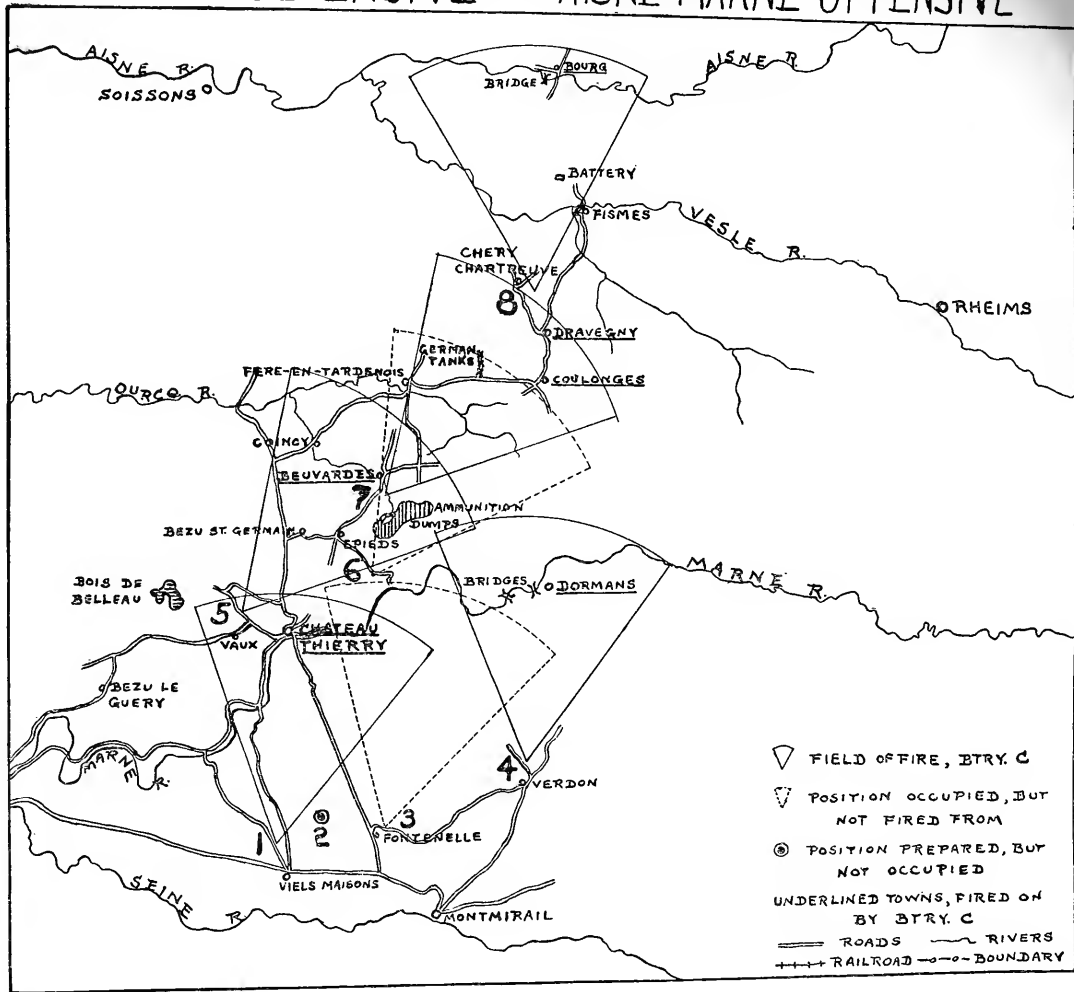 AISNE MARNE OFFENSIVE
AISNE R.
SOISSONS
BOURG
BRIDGE
AISNE R.
BATTERY
FISMES
VESLE R.
CHERY
CHARTREUVE
8
RHEIMS
DRAVEGNY
GERMAN
TANKS
FERE-EN-TARDENOIS
COULONGES
OURCQ R.
COINCY
BEUVARDES
7
AMMUNITION
DUMPS
BEZU ST. GERMAIN
EPIEDS
6
MARNE R.
BOIS DE
BELLEAU
BRIDGES
DORMANS
5
CHATEAU
THIERRY
VAUX
BEZU LE
GUERY
MARNE R.
4
VERDON
3
FONTENELLE
2
1
VIELS MAISONS
SEINE R.
MONTMIRAIL
FIELD OF FIRE, BTRY. C
POSITION OCCUPIED, BUT
NOT FIRED FROM
POSITION PREPARED, BUT
NOT OCCUPIED
UNDERLINED TOWNS, FIRED ON
BY BTRY. C
ROADS RIVERS
RAILROAD BOUNDARY